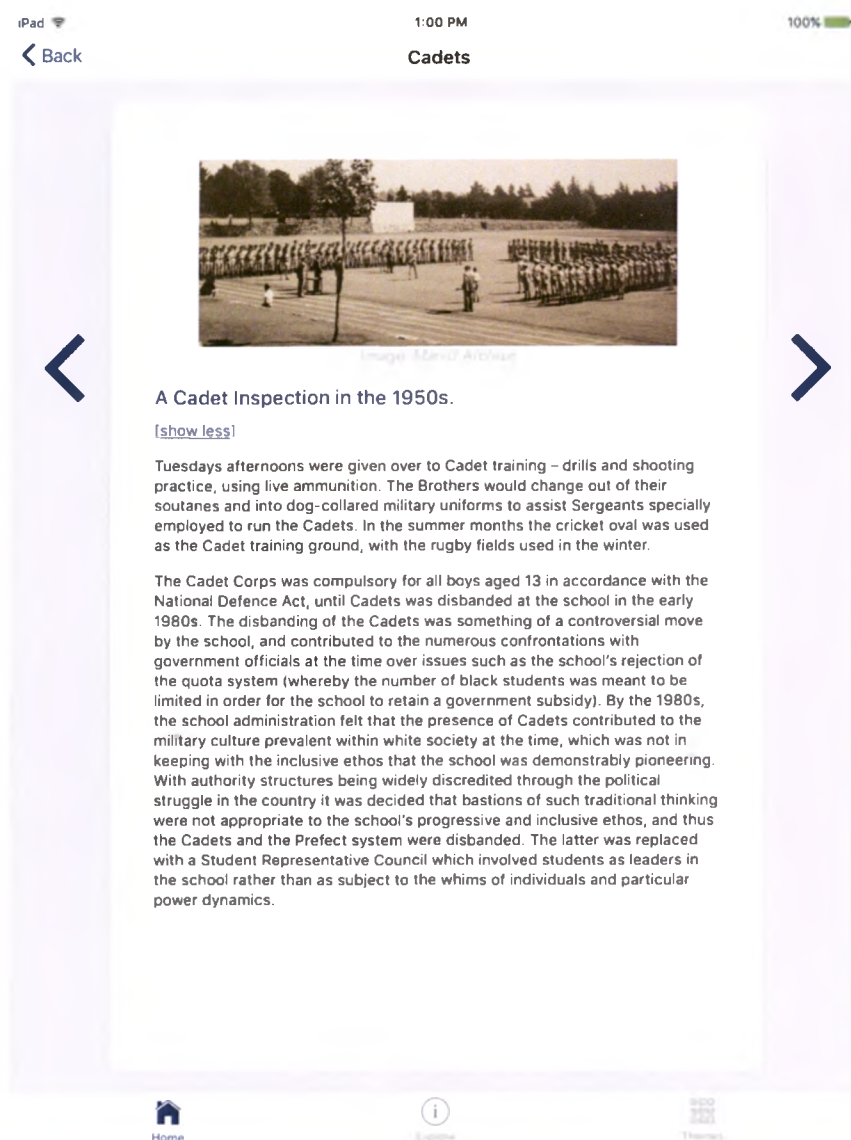 iPad
1:00 PM
100%
Back
Cadets
Image: Marist Archive
A Cadet Inspection in the 1950s.
[show less]
Tuesdays afternoons were given over to Cadet training – drills and shooting
practice, using live ammunition. The Brothers would change out of their
soutanes and into dog-collared military uniforms to assist Sergeants specially
employed to run the Cadets. In the summer months the cricket oval was used
as the Cadet training ground, with the rugby fields used in the winter.
The Cadet Corps was compulsory for all boys aged 13 in accordance with the
National Defence Act, until Cadets was disbanded at the school in the early
1980s. The disbanding of the Cadets was something of a controversial move
by the school, and contributed to the numerous confrontations with
government officials at the time over issues such as the school's rejection of
the quota system (whereby the number of black students was meant to be
limited in order for the school to retain a government subsidy). By the 1980s,
the school administration felt that the presence of Cadets contributed to the
military culture prevalent within white society at the time, which was not in
keeping with the inclusive ethos that the school was demonstrably pioneering.
With authority structures being widely discredited through the political
struggle in the country it was decided that bastions of such traditional thinking
were not appropriate to the school's progressive and inclusive ethos, and thus
the Cadets and the Prefect system were disbanded. The latter was replaced
with a Student Representative Council which involved students as leaders in
the school rather than as subject to the whims of individuals and particular
power dynamics.
Home
Themes